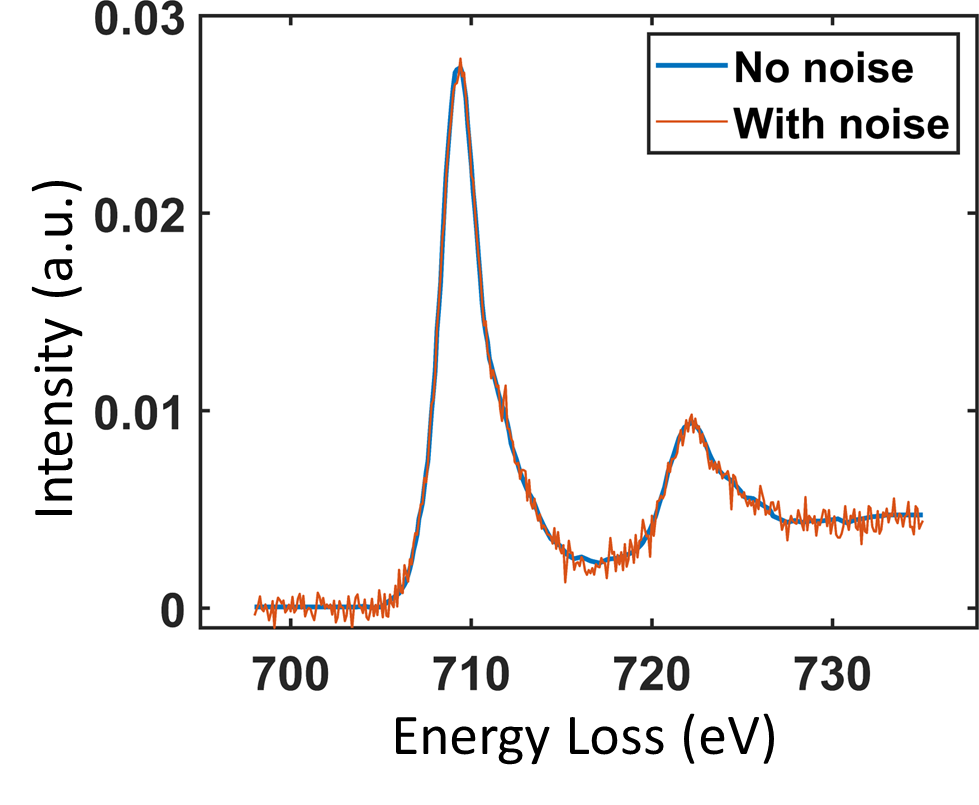 0.03
0.02
0.01
0
Intensity (a.u.)
No noise
With noise
700 710 720 730
Energy Loss (eV)